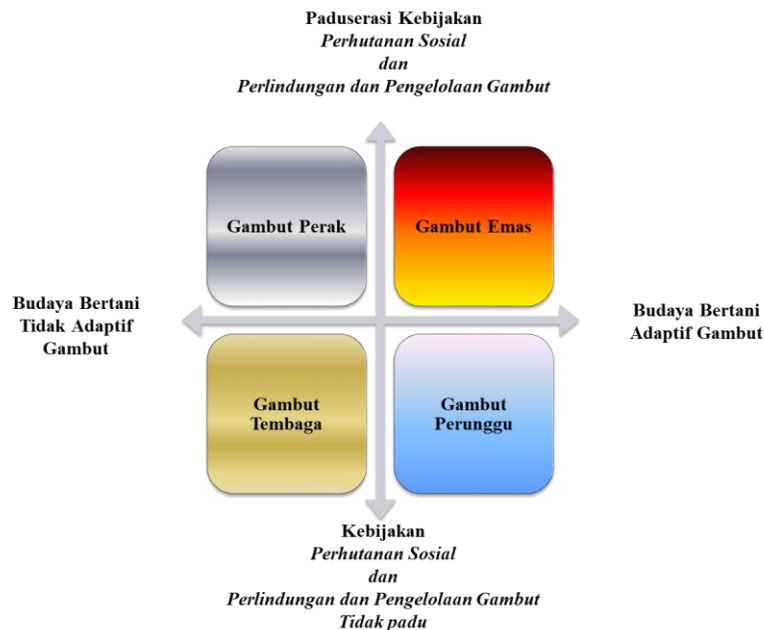 Paduserasi Kebijakan
Perhutanan Sosial
dan
Perlindungan dan Pengelolaan Gambut
Gambut Perak
Gambut Emas
Budaya Bertani
Tidak Adaptif
Gambut
Budaya Bertani
Adaptif Gambut
Gambut
Tembaga
Gambut
Perunggu
Kebijakan
Perhutanan Sosial
dan
Perlindungan dan Pengelolaan Gambut
Tidak padu